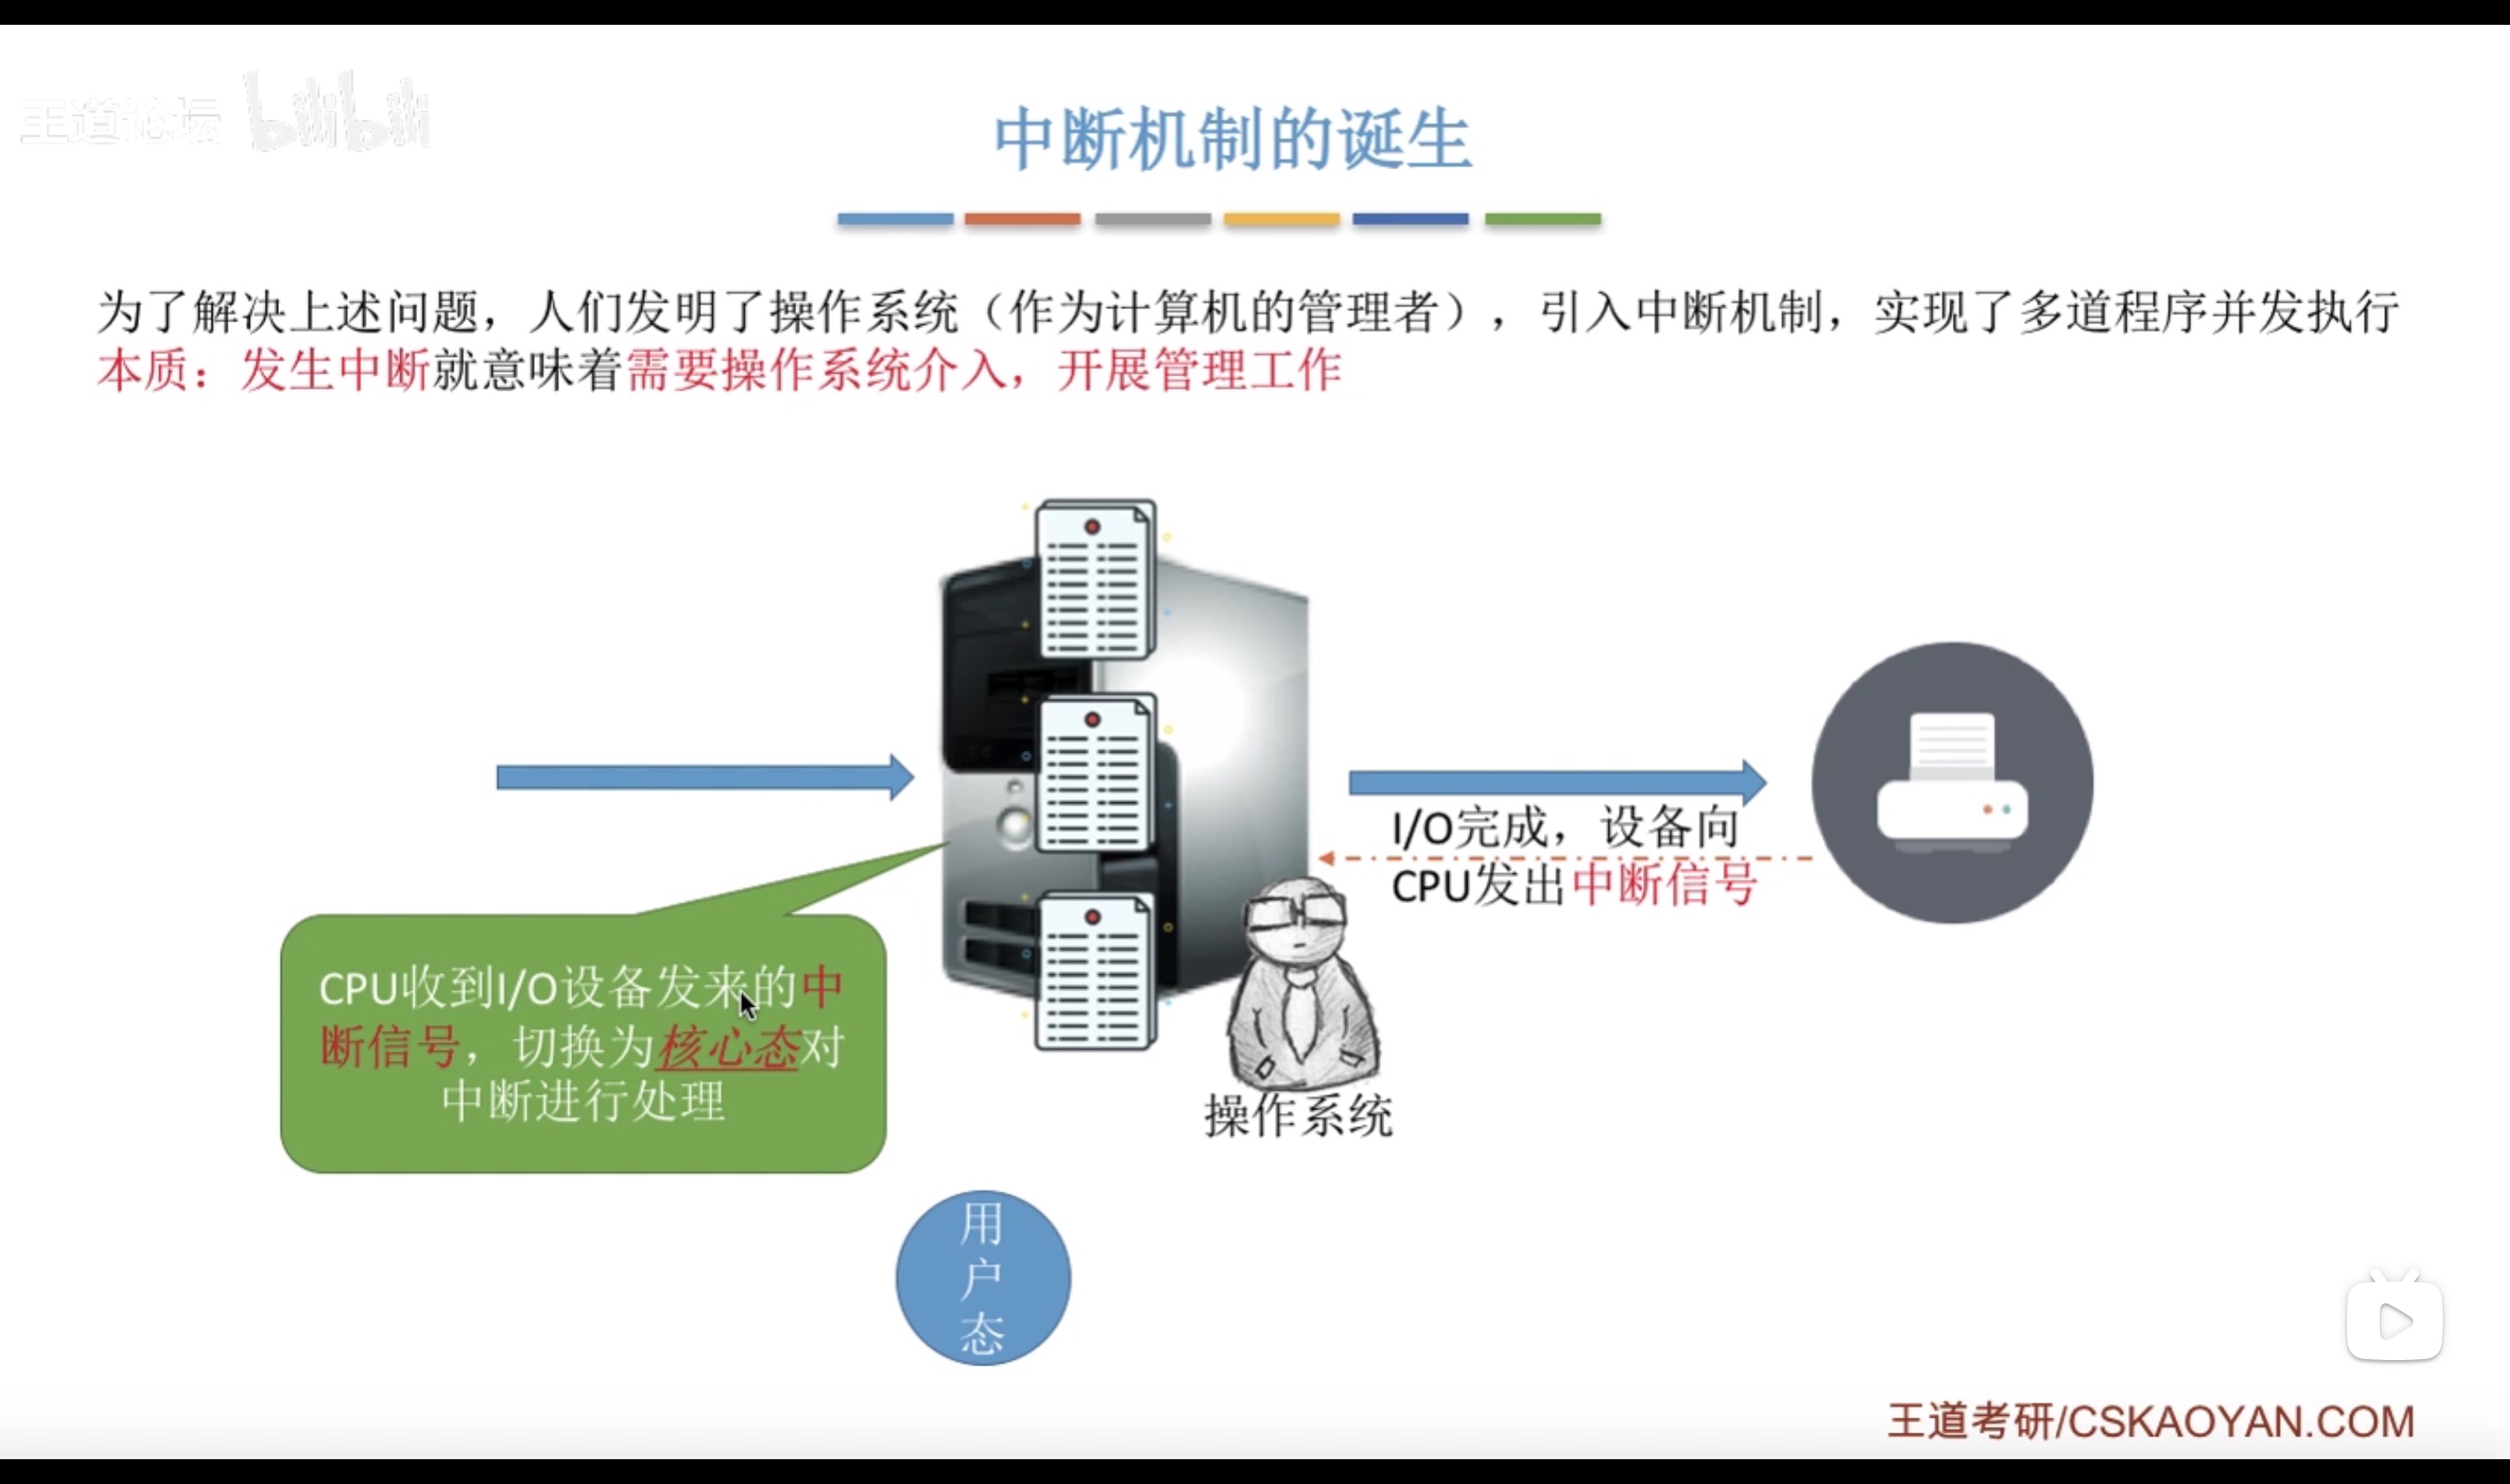 王道论坛 bilibili
中断机制的诞生
为了解决上述问题，人们发明了操作系统（作为计算机的管理者），引入中断机制，实现了多道程序并发执行
本质：发生中断就意味着需要操作系统介入，开展管理工作
I/O完成，设备向
CPU发出中断信号
CPU收到I/O设备发来的中
断信号，切换为核心态对
中断进行处理
操作系统
用
户
态
王道考研/CSKAOYAN.COM